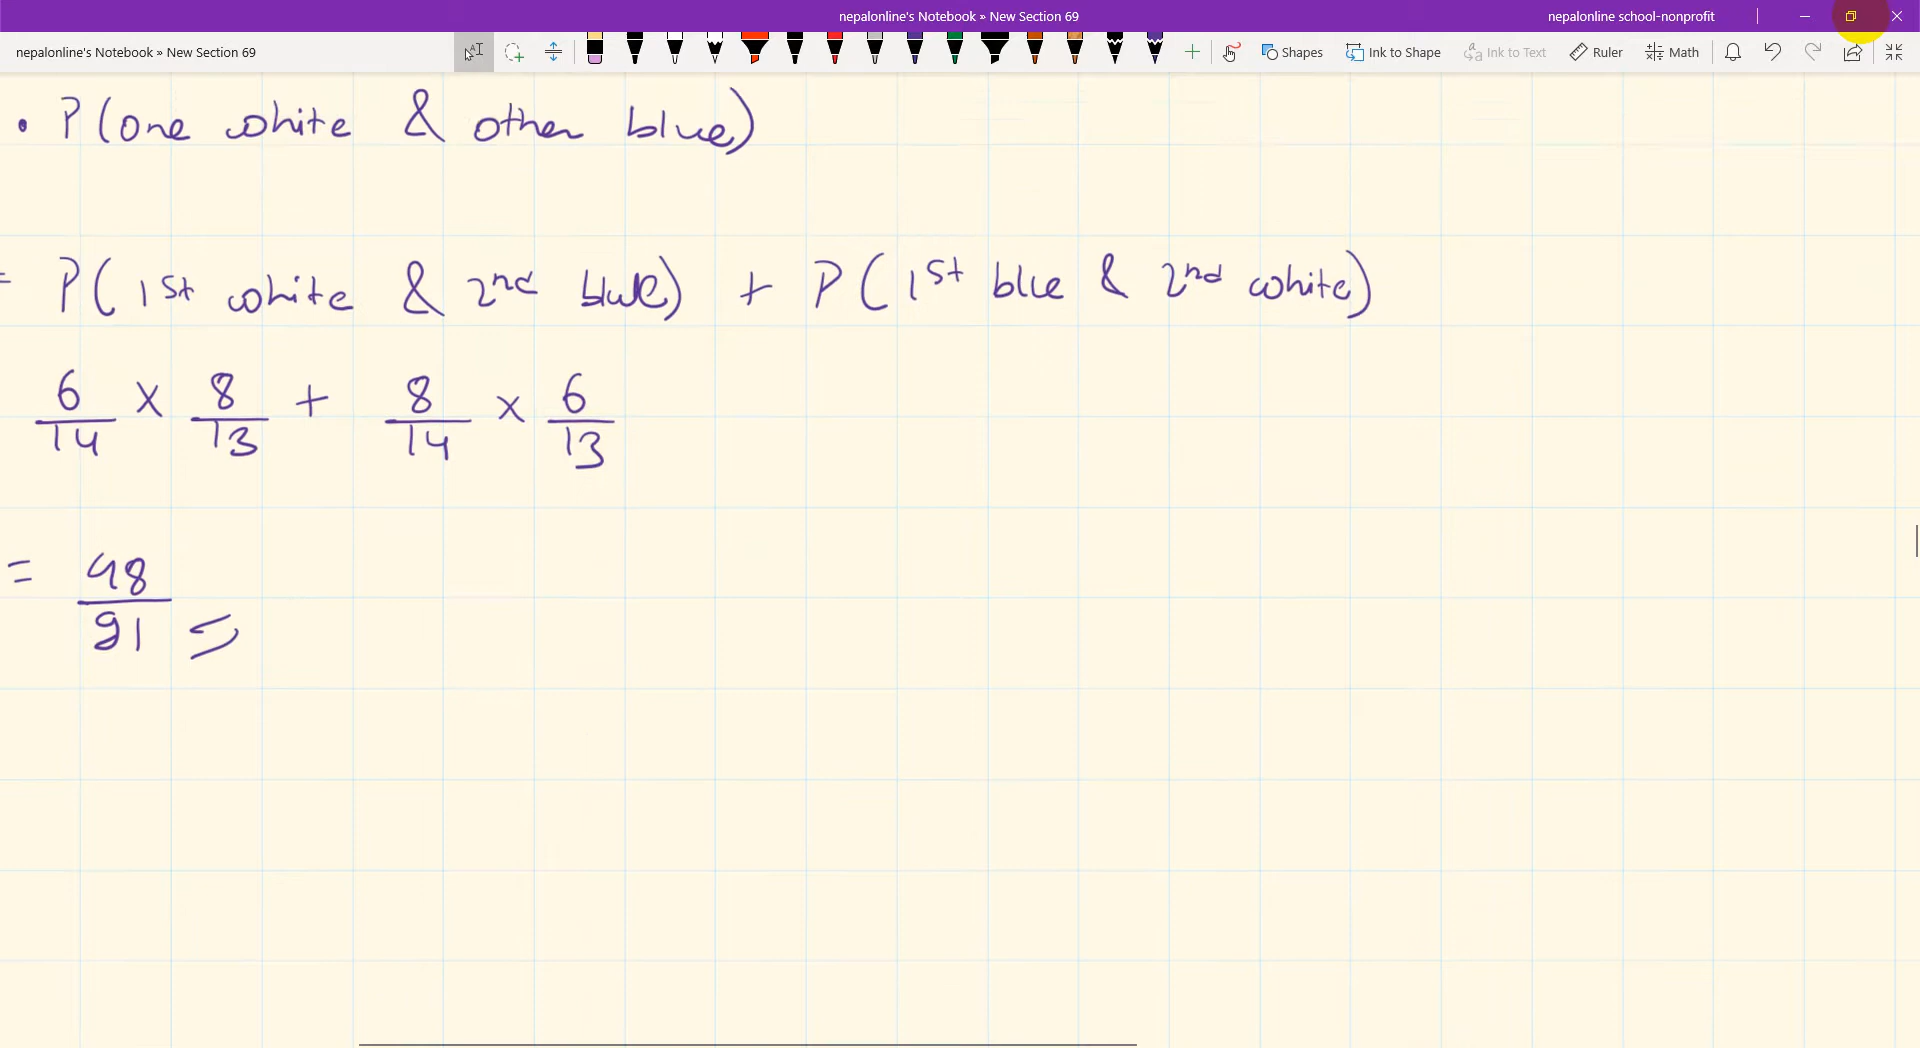 nepalonline's Notebook » New Section 69
nepalonline school-nonprofit
nepalonline's Notebook » New Section 69
Shapes
Ink to Shape
Ink to Text
Ruler
Math
• P(one white & other blue)
= P(1st white & 2nd blue) + P(1st blue & 2nd white)
6/14 × 8/13 + 8/14 × 6/13
= 48/91